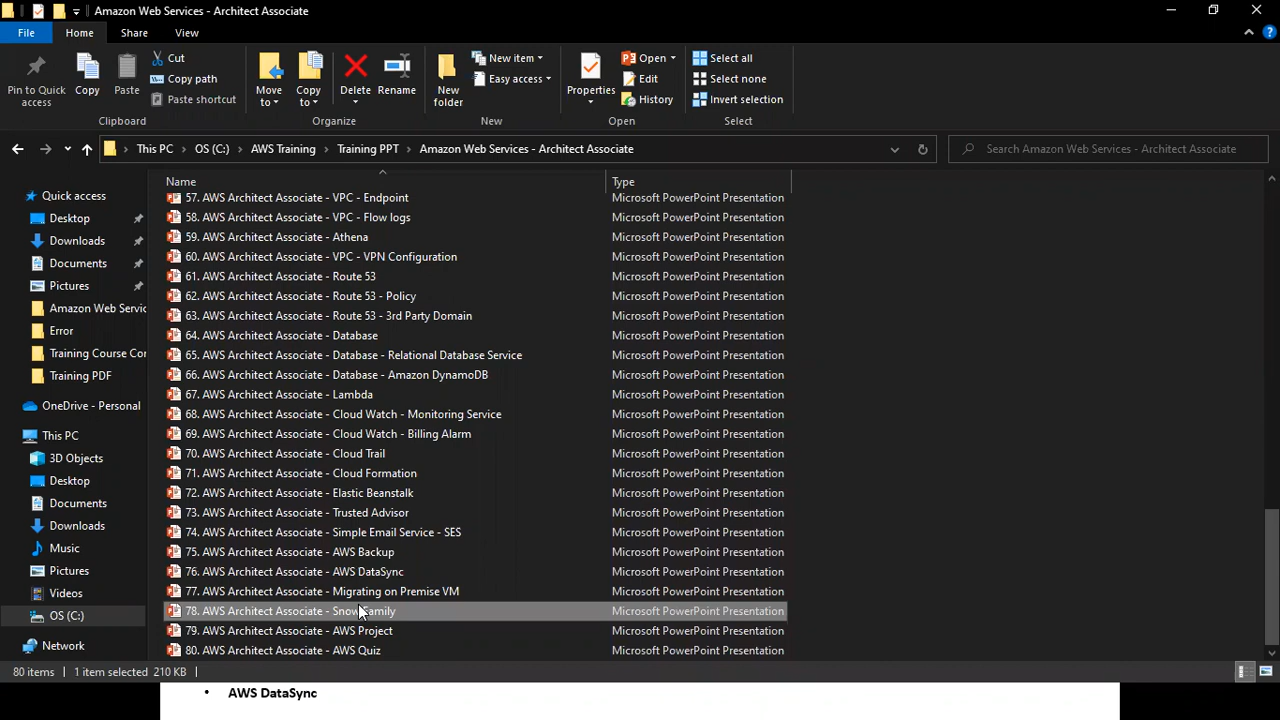 Amazon Web Services - Architect Associate
File Home Share View
Pin to Quick access
Copy
Paste
Cut
Copy path
Paste shortcut
Clipboard
Move to
Copy to
Delete
Rename
Organize
New folder
New item
Easy access
New
Properties
Open
Edit
History
Open
Select all
Select none
Invert selection
Select
This PC > OS (C:) > AWS Training > Training PPT > Amazon Web Services - Architect Associate
Search Amazon Web Services - Architect Associate
Quick access
Desktop
Downloads
Documents
Pictures
Amazon Web Servic
Error
Training Course Cor
Training PDF
OneDrive - Personal
This PC
3D Objects
Desktop
Documents
Downloads
Music
Pictures
Videos
OS (C:)
Network
Name Type
57. AWS Architect Associate - VPC - Endpoint Microsoft PowerPoint Presentation
58. AWS Architect Associate - VPC - Flow logs Microsoft PowerPoint Presentation
59. AWS Architect Associate - Athena Microsoft PowerPoint Presentation
60. AWS Architect Associate - VPC - VPN Configuration Microsoft PowerPoint Presentation
61. AWS Architect Associate - Route 53 Microsoft PowerPoint Presentation
62. AWS Architect Associate - Route 53 - Policy Microsoft PowerPoint Presentation
63. AWS Architect Associate - Route 53 - 3rd Party Domain Microsoft PowerPoint Presentation
64. AWS Architect Associate - Database Microsoft PowerPoint Presentation
65. AWS Architect Associate - Database - Relational Database Service Microsoft PowerPoint Presentation
66. AWS Architect Associate - Database - Amazon DynamoDB Microsoft PowerPoint Presentation
67. AWS Architect Associate - Lambda Microsoft PowerPoint Presentation
68. AWS Architect Associate - Cloud Watch - Monitoring Service Microsoft PowerPoint Presentation
69. AWS Architect Associate - Cloud Watch - Billing Alarm Microsoft PowerPoint Presentation
70. AWS Architect Associate - Cloud Trail Microsoft PowerPoint Presentation
71. AWS Architect Associate - Cloud Formation Microsoft PowerPoint Presentation
72. AWS Architect Associate - Elastic Beanstalk Microsoft PowerPoint Presentation
73. AWS Architect Associate - Trusted Advisor Microsoft PowerPoint Presentation
74. AWS Architect Associate - Simple Email Service - SES Microsoft PowerPoint Presentation
75. AWS Architect Associate - AWS Backup Microsoft PowerPoint Presentation
76. AWS Architect Associate - AWS DataSync Microsoft PowerPoint Presentation
77. AWS Architect Associate - Migrating on Premise VM Microsoft PowerPoint Presentation
78. AWS Architect Associate - Snow Family Microsoft PowerPoint Presentation
79. AWS Architect Associate - AWS Project Microsoft PowerPoint Presentation
80. AWS Architect Associate - AWS Quiz Microsoft PowerPoint Presentation
80 items 1 item selected 210 KB
• AWS DataSync